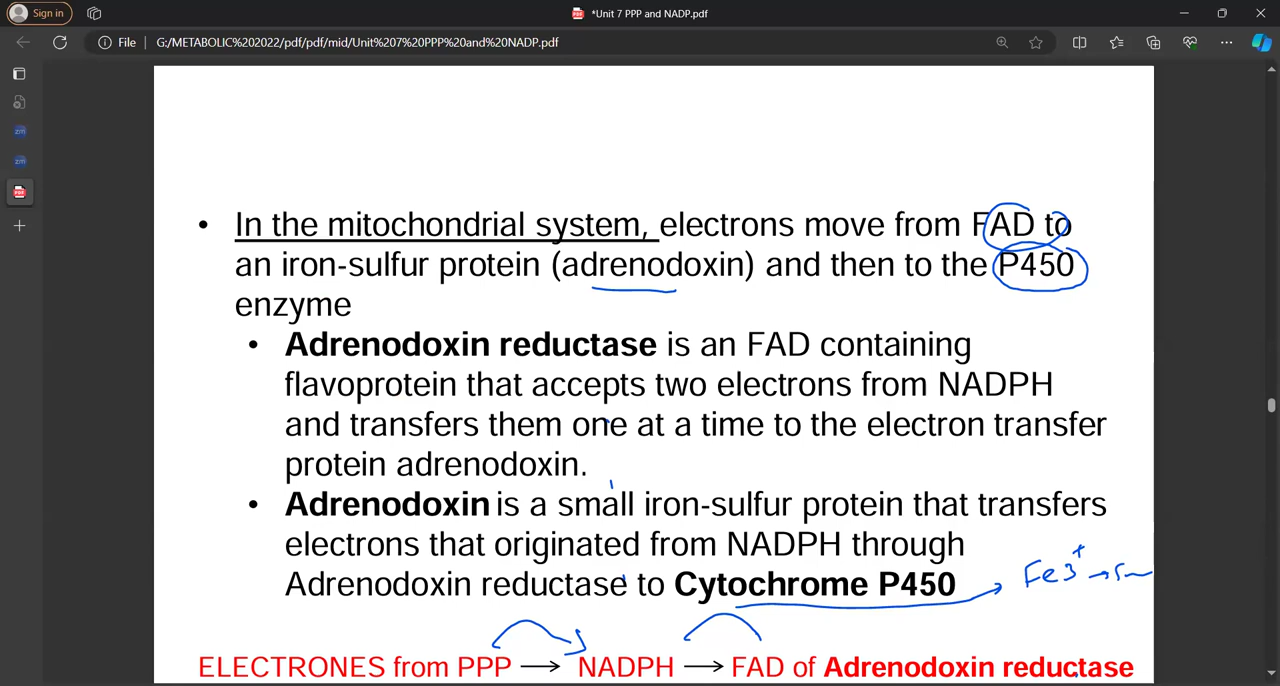 Sign in
*Unit 7 PPP and NADP.pdf
File
G:/METABOLIC%202022/pdf/pdf/mid/Unit%207%20PPP%20and%20NADP.pdf
zm
zm
• In the mitochondrial system, electrons move from FAD to
an iron-sulfur protein (adrenodoxin) and then to the P450
enzyme
• Adrenodoxin reductase is an FAD containing
flavoprotein that accepts two electrons from NADPH
and transfers them one at a time to the electron transfer
protein adrenodoxin.
• Adrenodoxin is a small iron-sulfur protein that transfers
electrons that originated from NADPH through
Adrenodoxin reductase to Cytochrome P450
Fe3+ →
ELECTRONES from PPP → NADPH → FAD of Adrenodoxin reductase